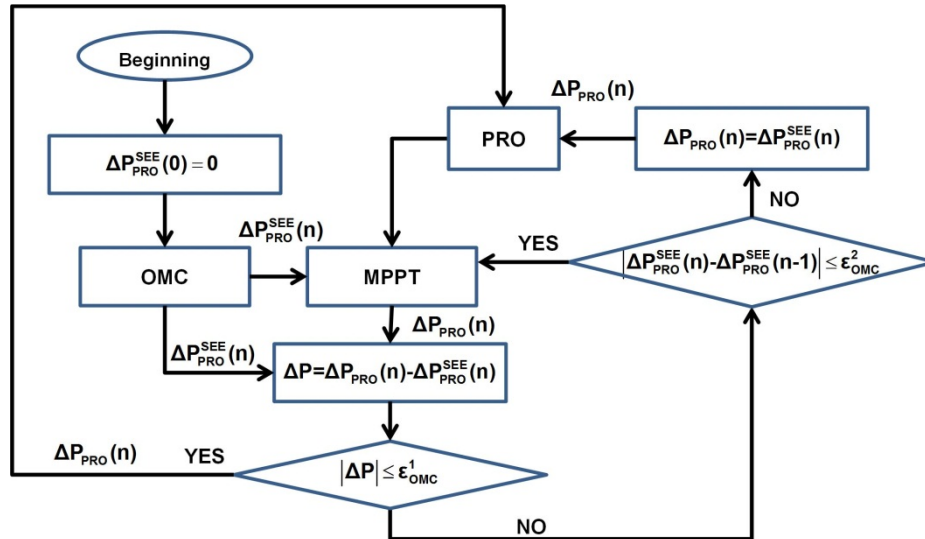 Beginning
ΔP_PRO(n)
PRO
ΔP_PRO(n)=ΔP_PRO^SEE(n)
ΔP_PRO^SEE(0) = 0
NO
ΔP_PRO^SEE(n)
YES
OMC
MPPT
|ΔP_PRO^SEE(n)-ΔP_PRO^SEE(n-1)| ≤ ε_OMC^2
ΔP_PRO(n)
ΔP_PRO^SEE(n)
ΔP=ΔP_PRO(n)-ΔP_PRO^SEE(n)
ΔP_PRO(n)
YES
|ΔP| ≤ ε_OMC^1
NO